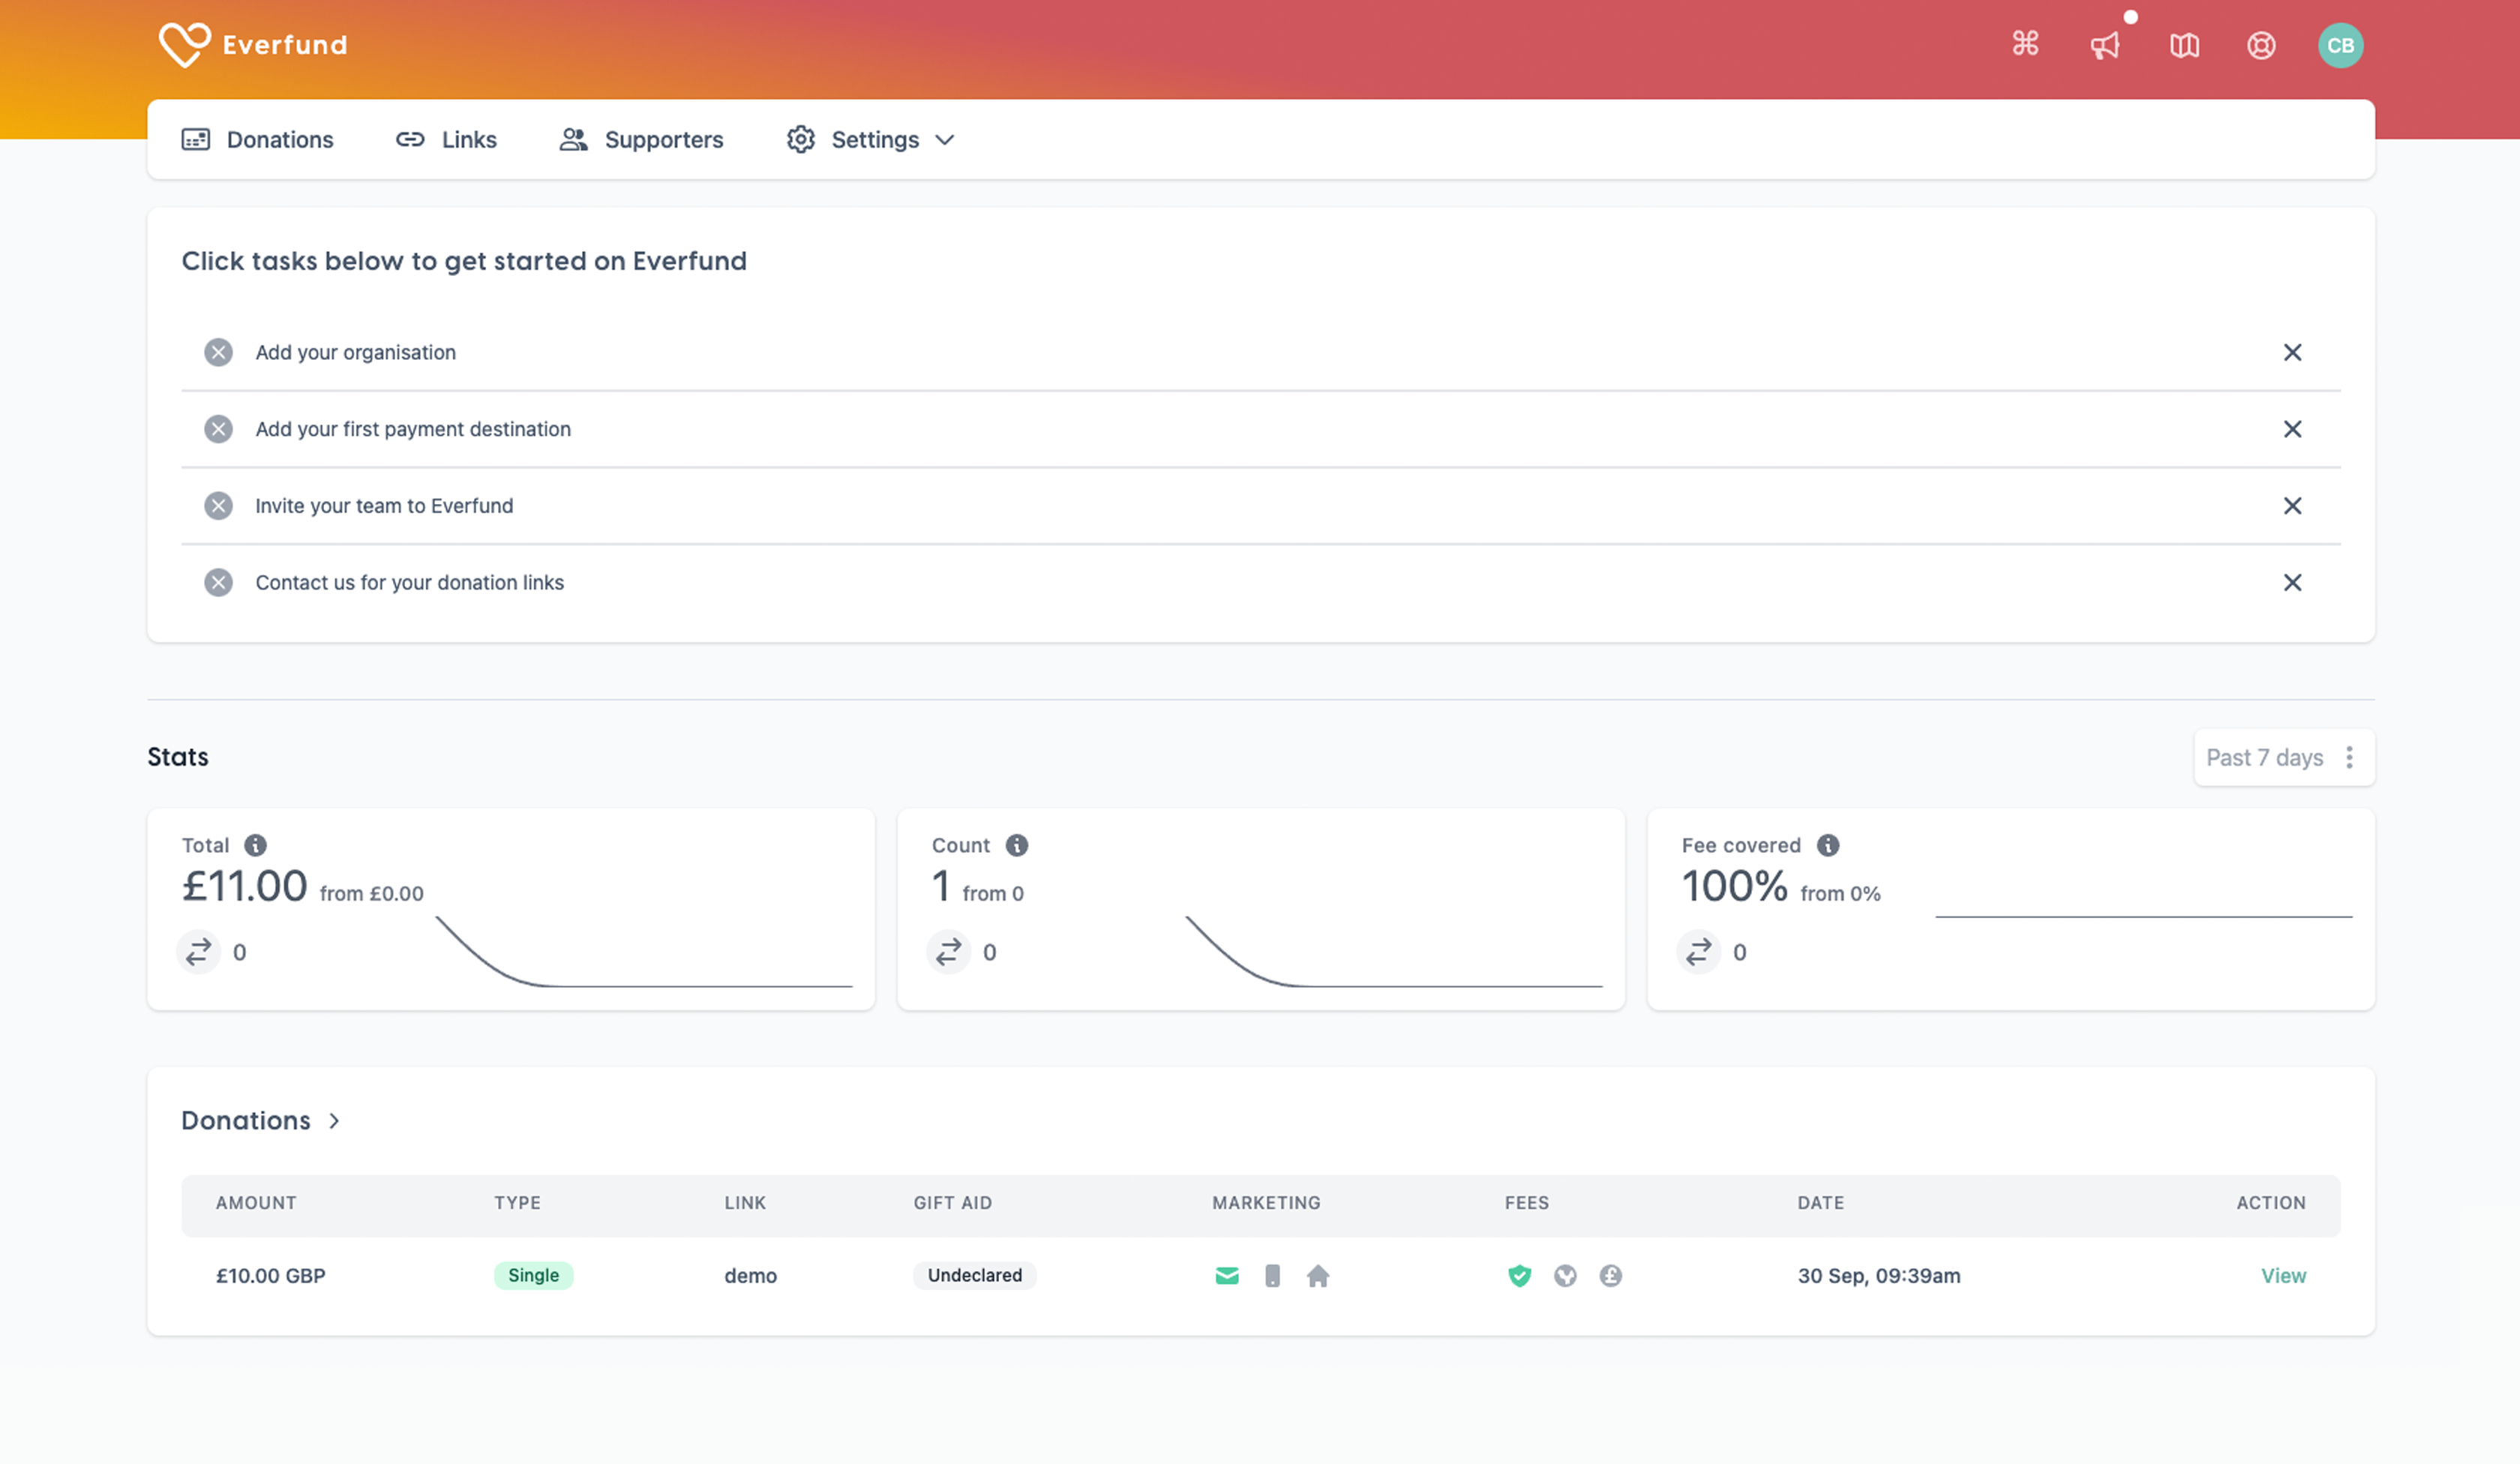 Everfund
CB
Donations Links Supporters Settings
Click tasks below to get started on Everfund
Add your organisation
Add your first payment destination
Invite your team to Everfund
Contact us for your donation links
Stats
Past 7 days
Total
£11.00 from £0.00
0
Count
1 from 0
0
Fee covered
100% from 0%
0
Donations
AMOUNT TYPE LINK GIFT AID MARKETING FEES DATE ACTION
£10.00 GBP Single demo Undeclared 30 Sep, 09:39am View